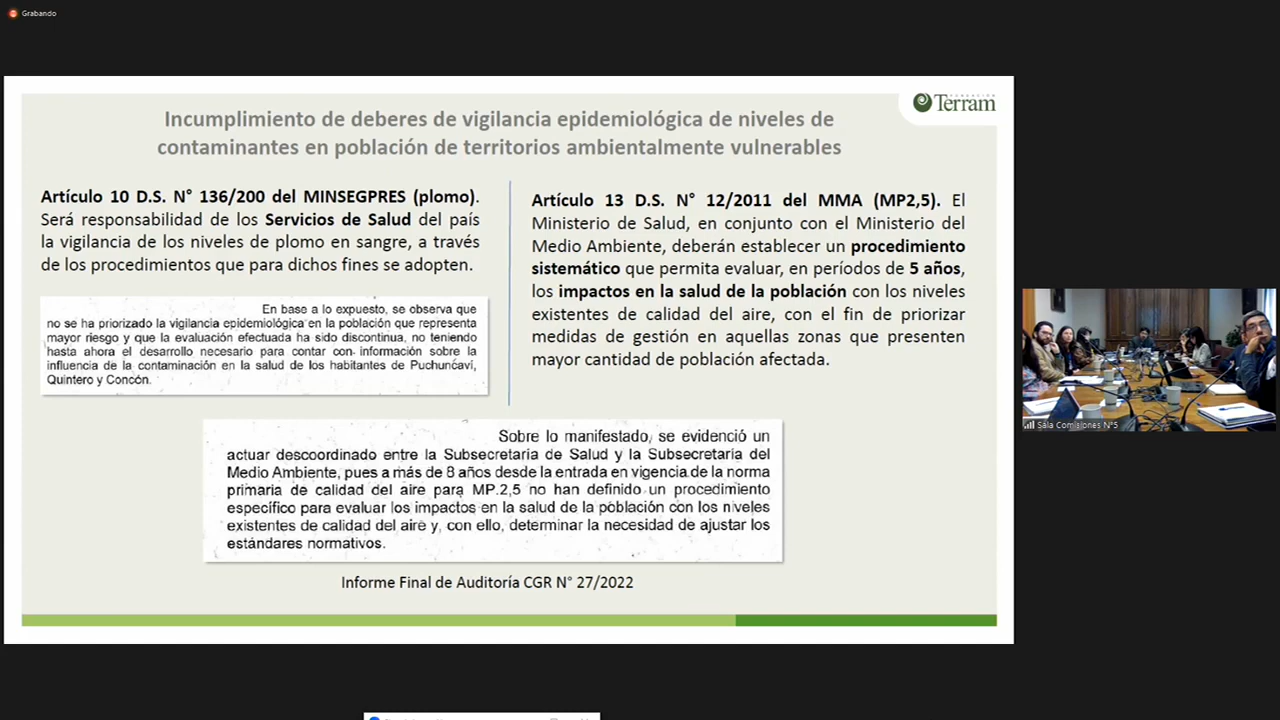 Grabando
FUNDACIÓN
Terram
Incumplimiento de deberes de vigilancia epidemiológica de niveles de
contaminantes en población de territorios ambientalmente vulnerables
Artículo 10 D.S. N° 136/200 del MINSEGPRES (plomo).
Será responsabilidad de los Servicios de Salud del país
la vigilancia de los niveles de plomo en sangre, a través
de los procedimientos que para dichos fines se adopten.
En base a lo expuesto, se observa que
no se ha priorizado la vigilancia epidemiológica en la población que representa
mayor riesgo y que la evaluación efectuada ha sido discontinua, no teniendo
hasta ahora el desarrollo necesario para contar con información sobre la
influencia de la contaminación en la salud de los habitantes de Puchuncaví,
Quintero y Concón.
Artículo 13 D.S. N° 12/2011 del MMA (MP2,5). El
Ministerio de Salud, en conjunto con el Ministerio del
Medio Ambiente, deberán establecer un procedimiento
sistemático que permita evaluar, en períodos de 5 años,
los impactos en la salud de la población con los niveles
existentes de calidad del aire, con el fin de priorizar
medidas de gestión en aquellas zonas que presenten
mayor cantidad de población afectada.
Sobre lo manifestado, se evidenció un
actuar descoordinado entre la Subsecretaría de Salud y la Subsecretaría del
Medio Ambiente, pues a más de 8 años desde la entrada en vigencia de la norma
primaria de calidad del aire para MP.2,5 no han definido un procedimiento
específico para evaluar los impactos en la salud de la población con los niveles
existentes de calidad del aire y, con ello, determinar la necesidad de ajustar los
estándares normativos.
Informe Final de Auditoría CGR N° 27/2022
Sala Comisiones N°5